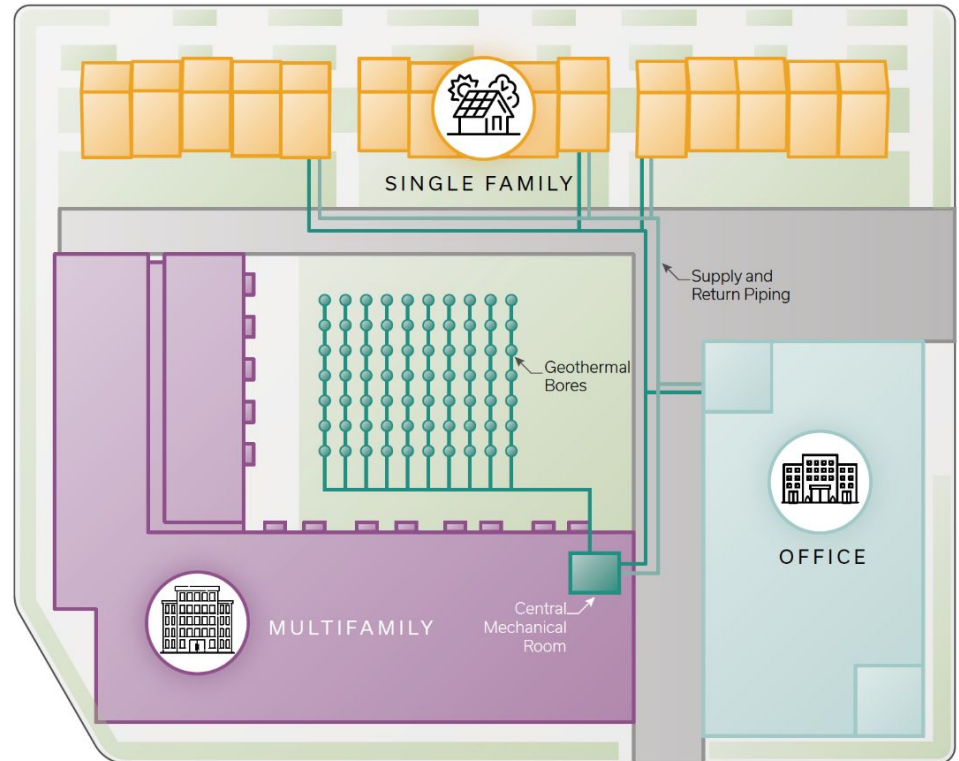 SINGLE FAMILY
Supply and
Return Piping
Geothermal
Bores
OFFICE
Central
Mechanical
Room
MULTIFAMILY